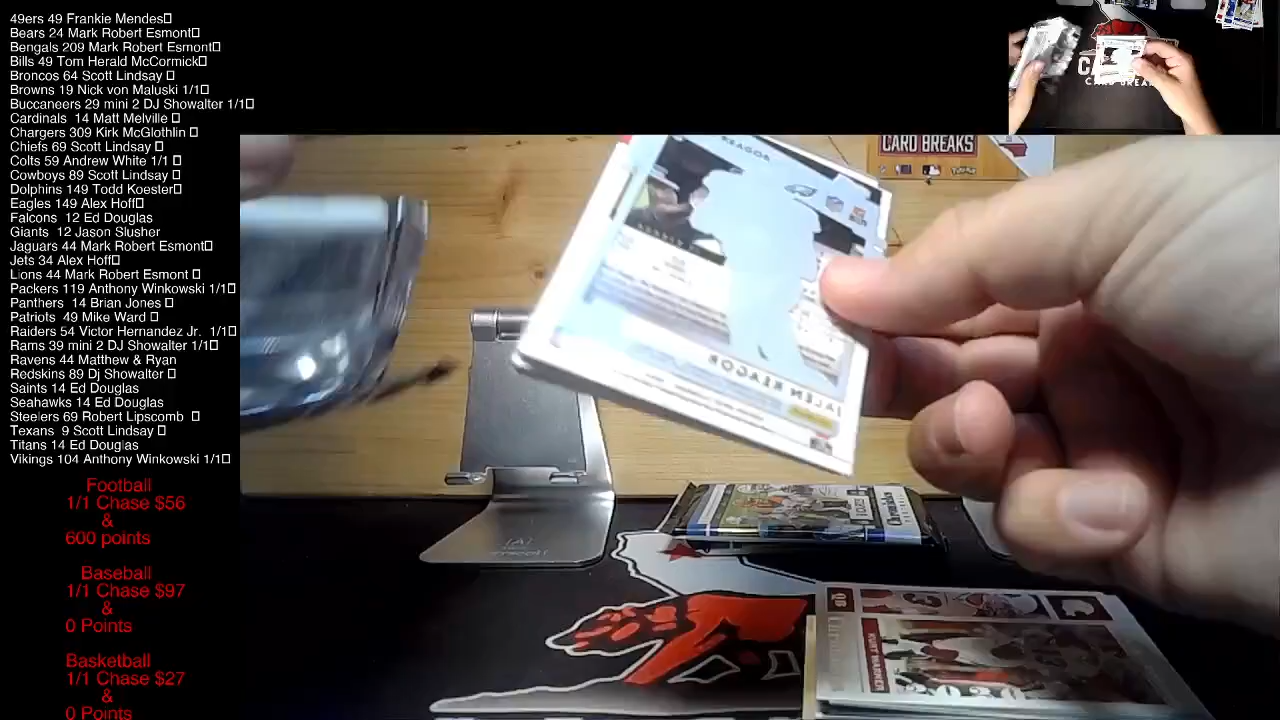 49ers 49 Frankie Mendes
Bears 24 Mark Robert Esmont
Bengals 209 Mark Robert Esmont
Bills 49 Tom Herald McCormick
Broncos 64 Scott Lindsay
Browns 19 Nick von Maluski 1/1
Buccaneers 29 mini 2 DJ Showalter 1/1
Cardinals 14 Matt Melville
Chargers 309 Kirk McGlothlin
Chiefs 69 Scott Lindsay
Colts 59 Andrew White 1/1
Cowboys 89 Scott Lindsay
Dolphins 149 Todd Koester
Eagles 149 Alex Hoff
Falcons 12 Ed Douglas
Giants 12 Jason Slusher
Jaguars 44 Mark Robert Esmont
Jets 34 Alex Hoff
Lions 44 Mark Robert Esmont
Packers 119 Anthony Winkowski 1/1
Panthers 14 Brian Jones
Patriots 49 Mike Ward
Raiders 54 Victor Hernandez Jr. 1/1
Rams 39 mini 2 DJ Showalter 1/1
Ravens 44 Matthew & Ryan
Redskins 89 Dj Showalter
Saints 14 Ed Douglas
Seahawks 14 Ed Douglas
Steelers 69 Robert Lipscomb
Texans 9 Scott Lindsay
Titans 14 Ed Douglas
Vikings 104 Anthony Winkowski 1/1
Football
1/1 Chase $56
&
600 points
Baseball
1/1 Chase $97
&
0 Points
Basketball
1/1 Chase $27
&
0 Points
CARD BREAKS
REAGOR
JALEN REAGOR
Chronicles
KURT WARNER
QB
2020